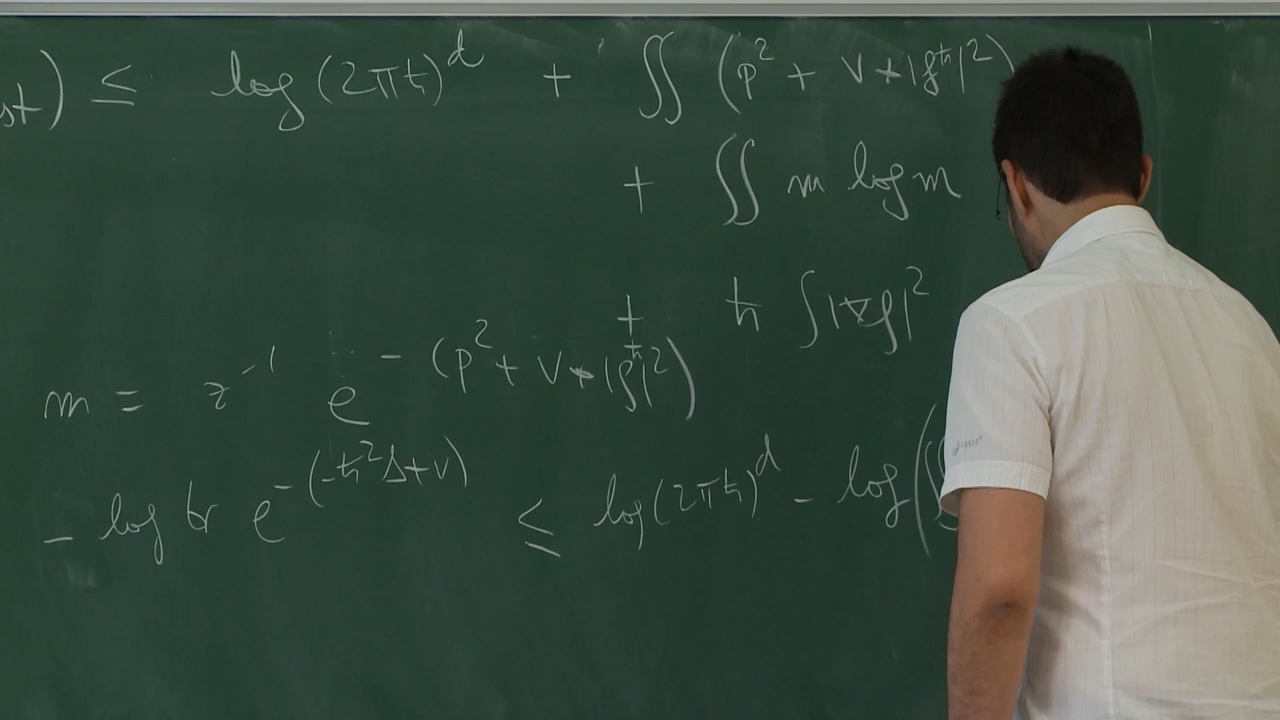 st) ≤ log (2πħ)^d + ∬ (p² + V * |f^ħ|²)
+ ∬ m log m
+ ħ ∫ |∇f|²
m = z^{-1} e^{-(p² + V * |f^ħ|²)}
- log tr e^{-(-ħ²Δ+V)} ≤ log (2πħ)^d - log (∬